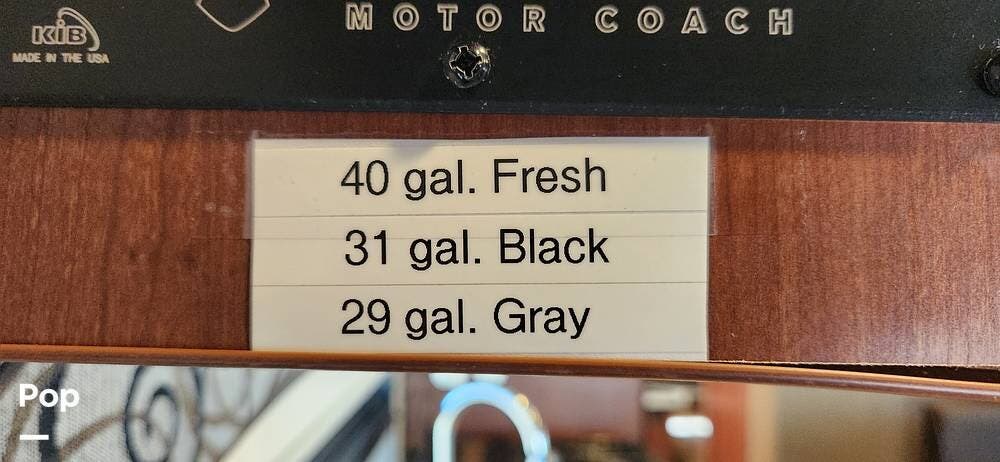 MOTOR COACH
KiB
MADE IN THE USA
40 gal. Fresh
31 gal. Black
29 gal. Gray
Pop